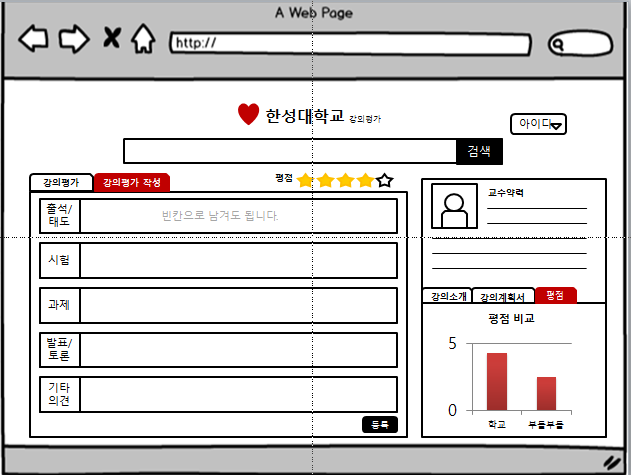 A Web Page
http://
한성대학교 강의평가
아이디
검색
강의평가
강의평가 작성
평점
출석/
태도
빈칸으로 남겨도 됩니다.
시험
과제
발표/
토론
기타
의견
등록
교수약력
강의소개
강의계획서
평점
평점 비교
5
0
학교
부들부들